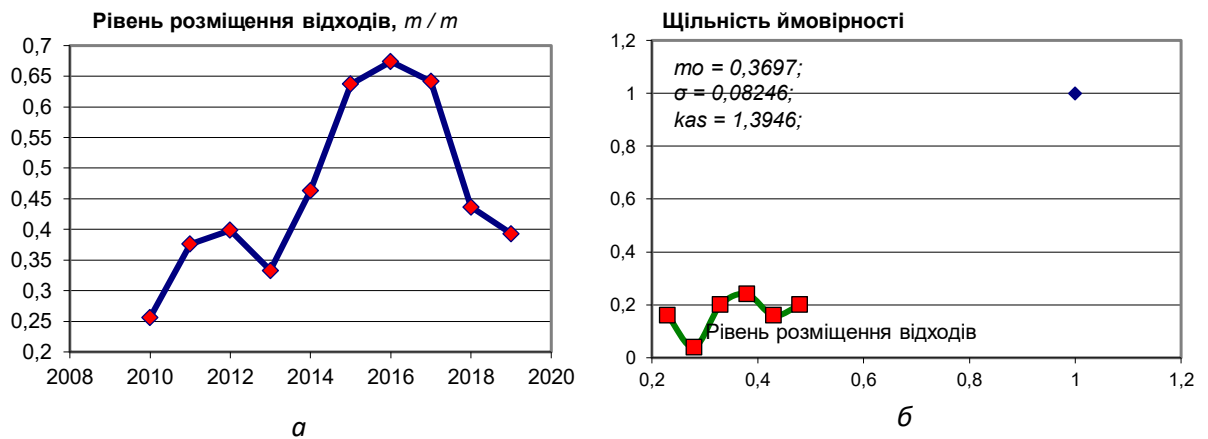 Рівень розміщення відходів, т / т
0,7
0,65
0,6
0,55
0,5
0,45
0,4
0,35
0,3
0,25
0,2
2008 2010 2012 2014 2016 2018 2020
а
Щільність ймовірності
1,2
1
0,8
0,6
0,4
0,2
0
mo = 0,3697;
σ = 0,08246;
kas = 1,3946;
Рівень розміщення відходів
0,2 0,4 0,6 0,8 1 1,2
б